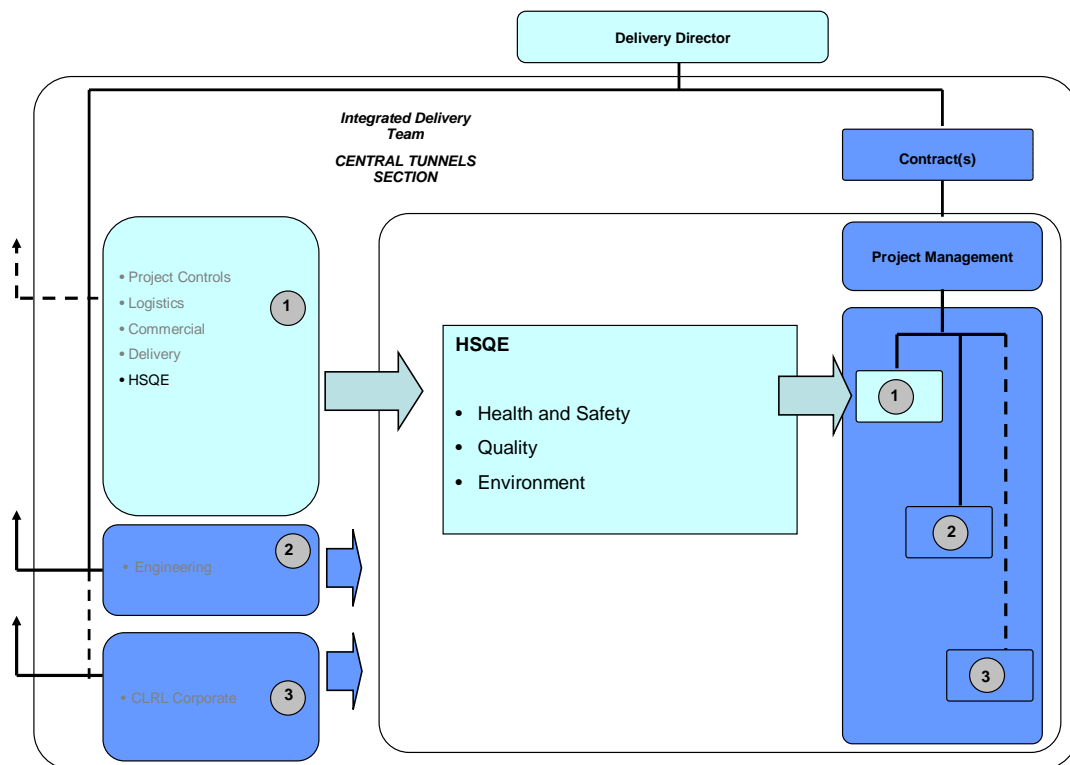 Delivery Director
Integrated Delivery
Team
CENTRAL TUNNELS
SECTION
Contract(s)
Project Management
• Project Controls
• Logistics
• Commercial
• Delivery
• HSQE
1
HSQE
• Health and Safety
• Quality
• Environment
1
2
3
• Engineering
2
• CLRL Corporate
3